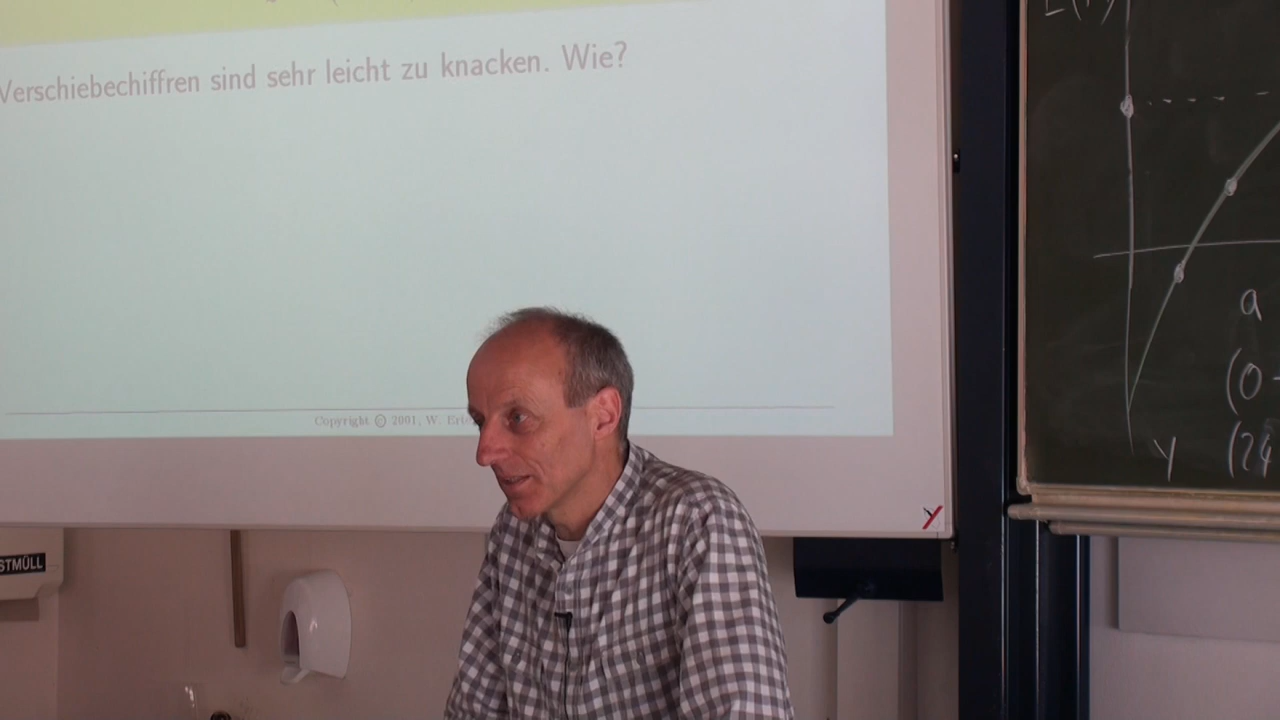 Verschiebechiffren sind sehr leicht zu knacken. Wie?
Copyright © 2001, W.
STMÜLL
a
(0
y (24